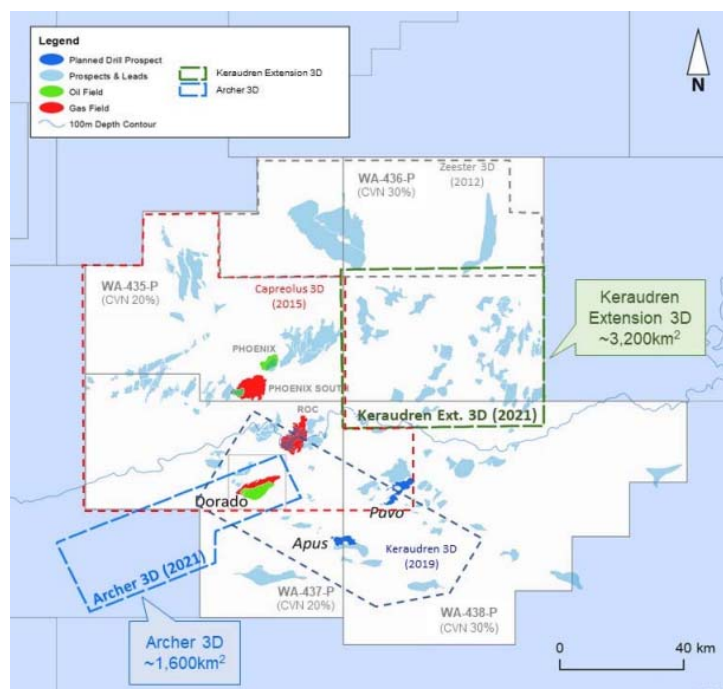 Legend
Planned Drill Prospect
Prospects & Leads
Oil Field
Gas Field
100m Depth Contour
Keraudren Extension 3D
Archer 3D
N
WA-436-P
(CVN 30%)
Zeester 3D
(2012)
WA-435-P
(CVN 20%)
Capreolus 3D
(2015)
Keraudren
Extension 3D
~3,200km²
PHOENIX
PHOENIX SOUTH
ROC
Keraudren Ext. 3D (2021)
Dorado
Pavo
Apus
Keraudren 3D
(2019)
Archer 3D (2021)
WA-437-P
(CVN 20%)
WA-438-P
(CVN 30%)
Archer 3D
~1,600km²
0 40 km